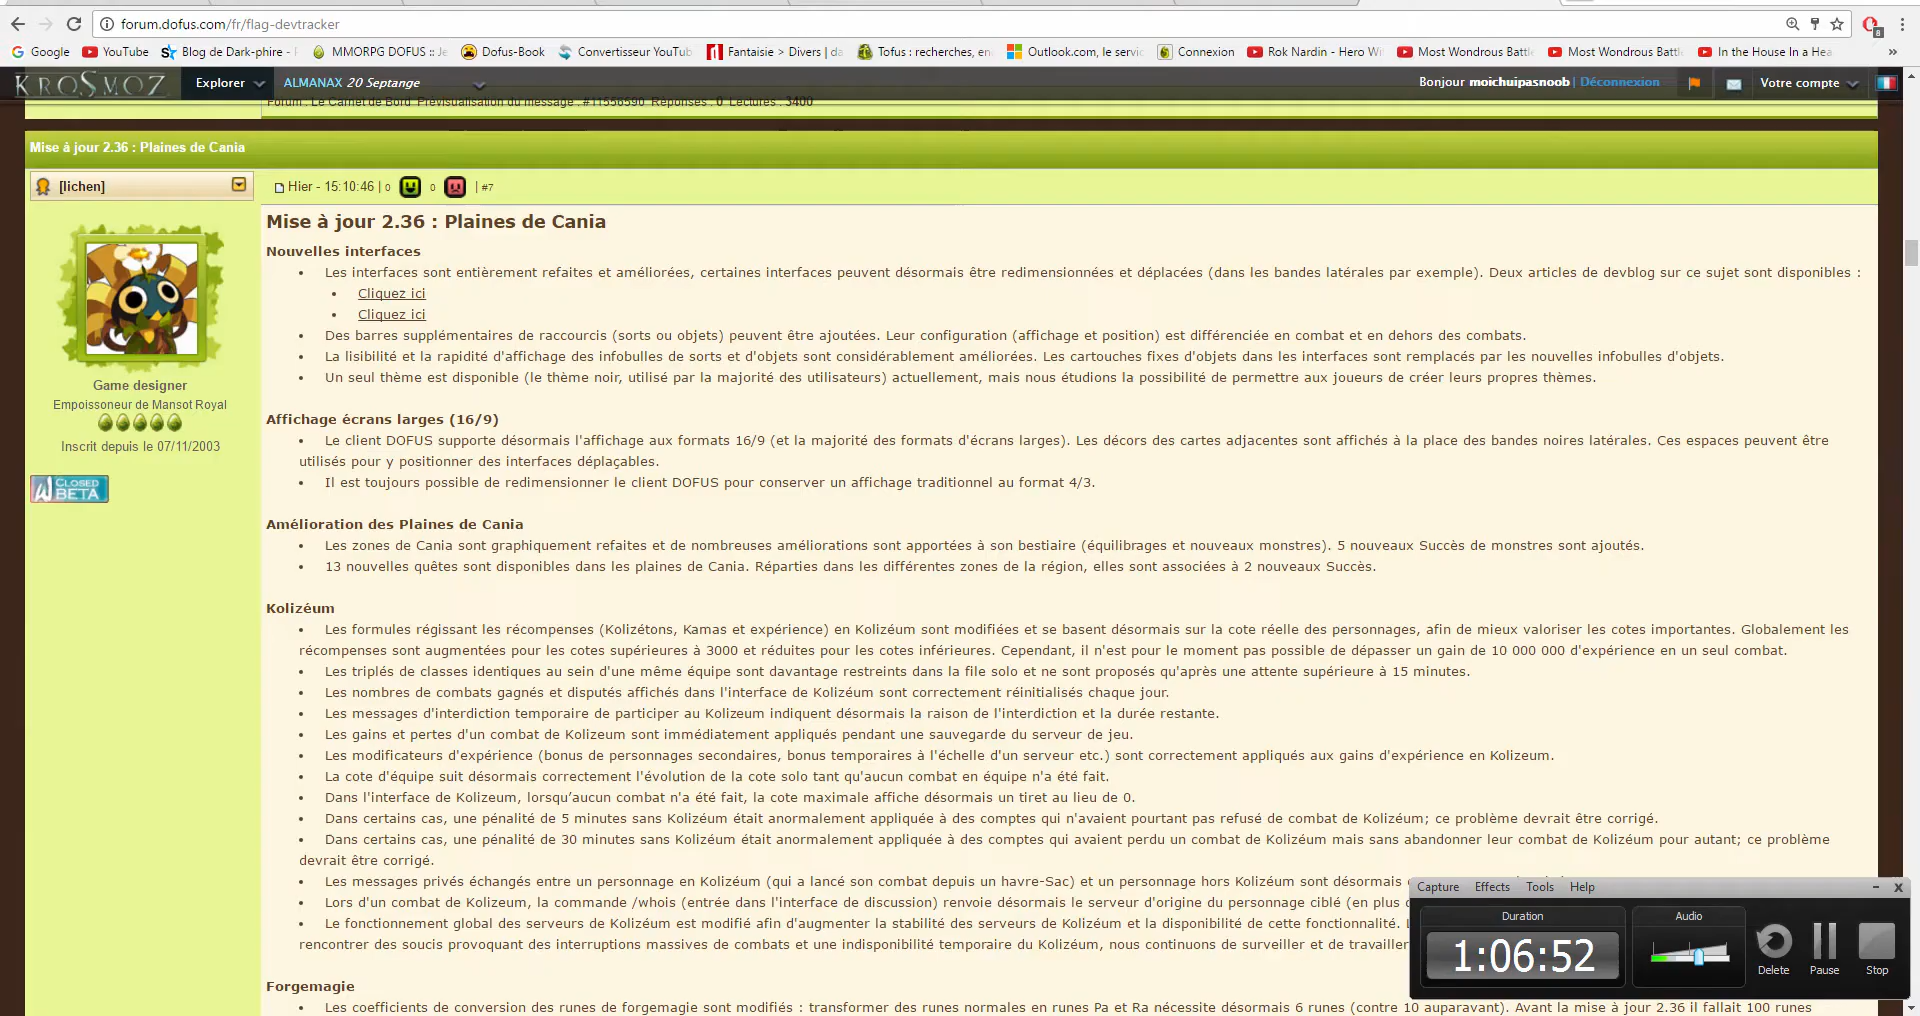 forum.dofus.com/fr/flag-devtracker
8
Google YouTube Blog de Dark-phire - MMORPG DOFUS :: Je Dofus-Book Convertisseur YouTub Fantaisie > Divers | da Tofus : recherches, en Outlook.com, le servic Connexion Rok Nardin - Hero Wi Most Wondrous Battl Most Wondrous Battl In the House In a Hea »
KROSMOZ Explorer ALMANAX 20 Septange Bonjour moichuipasnoob | Déconnexion Votre compte
Forum : Le Carnet de Bord Prévisualisation du message : #11556590 Réponses : 0 Lectures : 3400
Mise à jour 2.36 : Plaines de Cania
[lichen] Hier - 15:10:46 | 0 0 | #7
Mise à jour 2.36 : Plaines de Cania
Nouvelles interfaces
• Les interfaces sont entièrement refaites et améliorées, certaines interfaces peuvent désormais être redimensionnées et déplacées (dans les bandes latérales par exemple). Deux articles de devblog sur ce sujet sont disponibles :
• Cliquez ici
• Cliquez ici
• Des barres supplémentaires de raccourcis (sorts ou objets) peuvent être ajoutées. Leur configuration (affichage et position) est différenciée en combat et en dehors des combats.
• La lisibilité et la rapidité d'affichage des infobulles de sorts et d'objets sont considérablement améliorées. Les cartouches fixes d'objets dans les interfaces sont remplacés par les nouvelles infobulles d'objets.
• Un seul thème est disponible (le thème noir, utilisé par la majorité des utilisateurs) actuellement, mais nous étudions la possibilité de permettre aux joueurs de créer leurs propres thèmes.
Game designer
Empoissoneur de Mansot Royal
Inscrit depuis le 07/11/2003
CLOSED
BETA
Affichage écrans larges (16/9)
• Le client DOFUS supporte désormais l'affichage aux formats 16/9 (et la majorité des formats d'écrans larges). Les décors des cartes adjacentes sont affichés à la place des bandes noires latérales. Ces espaces peuvent être
utilisés pour y positionner des interfaces déplaçables.
• Il est toujours possible de redimensionner le client DOFUS pour conserver un affichage traditionnel au format 4/3.
Amélioration des Plaines de Cania
• Les zones de Cania sont graphiquement refaites et de nombreuses améliorations sont apportées à son bestiaire (équilibrages et nouveaux monstres). 5 nouveaux Succès de monstres sont ajoutés.
• 13 nouvelles quêtes sont disponibles dans les plaines de Cania. Réparties dans les différentes zones de la région, elles sont associées à 2 nouveaux Succès.
Kolizéum
• Les formules régissant les récompenses (Kolizétons, Kamas et expérience) en Kolizéum sont modifiées et se basent désormais sur la cote réelle des personnages, afin de mieux valoriser les cotes importantes. Globalement les
récompenses sont augmentées pour les cotes supérieures à 3000 et réduites pour les cotes inférieures. Cependant, il n'est pour le moment pas possible de dépasser un gain de 10 000 000 d'expérience en un seul combat.
• Les triplés de classes identiques au sein d'une même équipe sont davantage restreints dans la file solo et ne sont proposés qu'après une attente supérieure à 15 minutes.
• Les nombres de combats gagnés et disputés affichés dans l'interface de Kolizéum sont correctement réinitialisés chaque jour.
• Les messages d'interdiction temporaire de participer au Kolizeum indiquent désormais la raison de l'interdiction et la durée restante.
• Les gains et pertes d'un combat de Kolizeum sont immédiatement appliqués pendant une sauvegarde du serveur de jeu.
• Les modificateurs d'expérience (bonus de personnages secondaires, bonus temporaires à l'échelle d'un serveur etc.) sont correctement appliqués aux gains d'expérience en Kolizeum.
• La cote d'équipe suit désormais correctement l'évolution de la cote solo tant qu'aucun combat en équipe n'a été fait.
• Dans l'interface de Kolizeum, lorsqu’aucun combat n'a été fait, la cote maximale affiche désormais un tiret au lieu de 0.
• Dans certains cas, une pénalité de 5 minutes sans Kolizéum était anormalement appliquée à des comptes qui n'avaient pourtant pas refusé de combat de Kolizéum; ce problème devrait être corrigé.
• Dans certains cas, une pénalité de 30 minutes sans Kolizéum était anormalement appliquée à des comptes qui avaient perdu un combat de Kolizéum mais sans abandonner leur combat de Kolizéum pour autant; ce problème
devrait être corrigé.
• Les messages privés échangés entre un personnage en Kolizéum (qui a lancé son combat depuis un havre-Sac) et un personnage hors Kolizéum sont désormais
• Lors d'un combat de Kolizeum, la commande /whois (entrée dans l'interface de discussion) renvoie désormais le serveur d'origine du personnage ciblé (en plus
• Le fonctionnement global des serveurs de Kolizéum est modifié afin d'augmenter la stabilité des serveurs de Kolizéum et la disponibilité de cette fonctionnalité.
rencontrer des soucis provoquant des interruptions massives de combats et une indisponibilité temporaire du Kolizéum, nous continuons de surveiller et de travailler
Forgemagie
• Les coefficients de conversion des runes de forgemagie sont modifiés : transformer des runes normales en runes Pa et Ra nécessite désormais 6 runes (contre 10 auparavant). Avant la mise à jour 2.36 il fallait 100 runes
Capture Effects Tools Help
Duration Audio
1:06:52
Delete Pause Stop